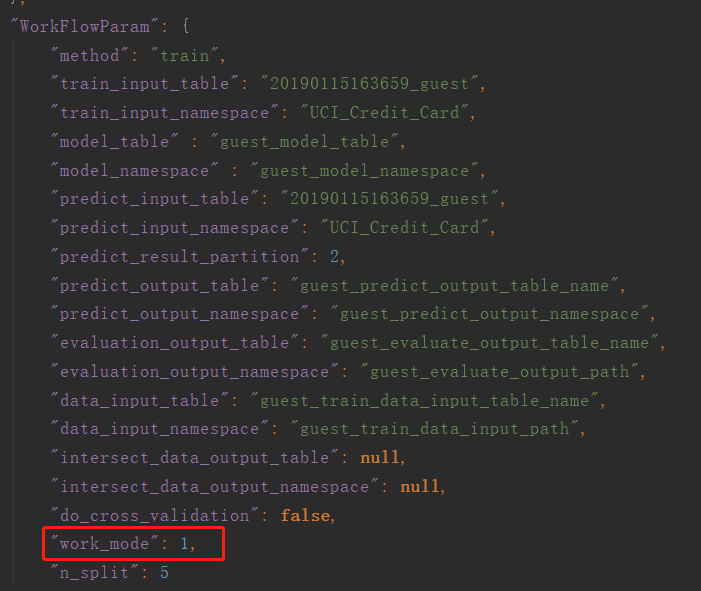 },
"WorkFlowParam": {
"method": "train",
"train_input_table": "20190115163659_guest",
"train_input_namespace": "UCI_Credit_Card",
"model_table" : "guest_model_table",
"model_namespace" : "guest_model_namespace",
"predict_input_table": "20190115163659_guest",
"predict_input_namespace": "UCI_Credit_Card",
"predict_result_partition": 2,
"predict_output_table": "guest_predict_output_table_name",
"predict_output_namespace": "guest_predict_output_namespace",
"evaluation_output_table": "guest_evaluate_output_table_name",
"evaluation_output_namespace": "guest_evaluate_output_path",
"data_input_table": "guest_train_data_input_table_name",
"data_input_namespace": "guest_train_data_input_path",
"intersect_data_output_table": null,
"intersect_data_output_namespace": null,
"do_cross_validation": false,
"work_mode": 1,
"n_split": 5